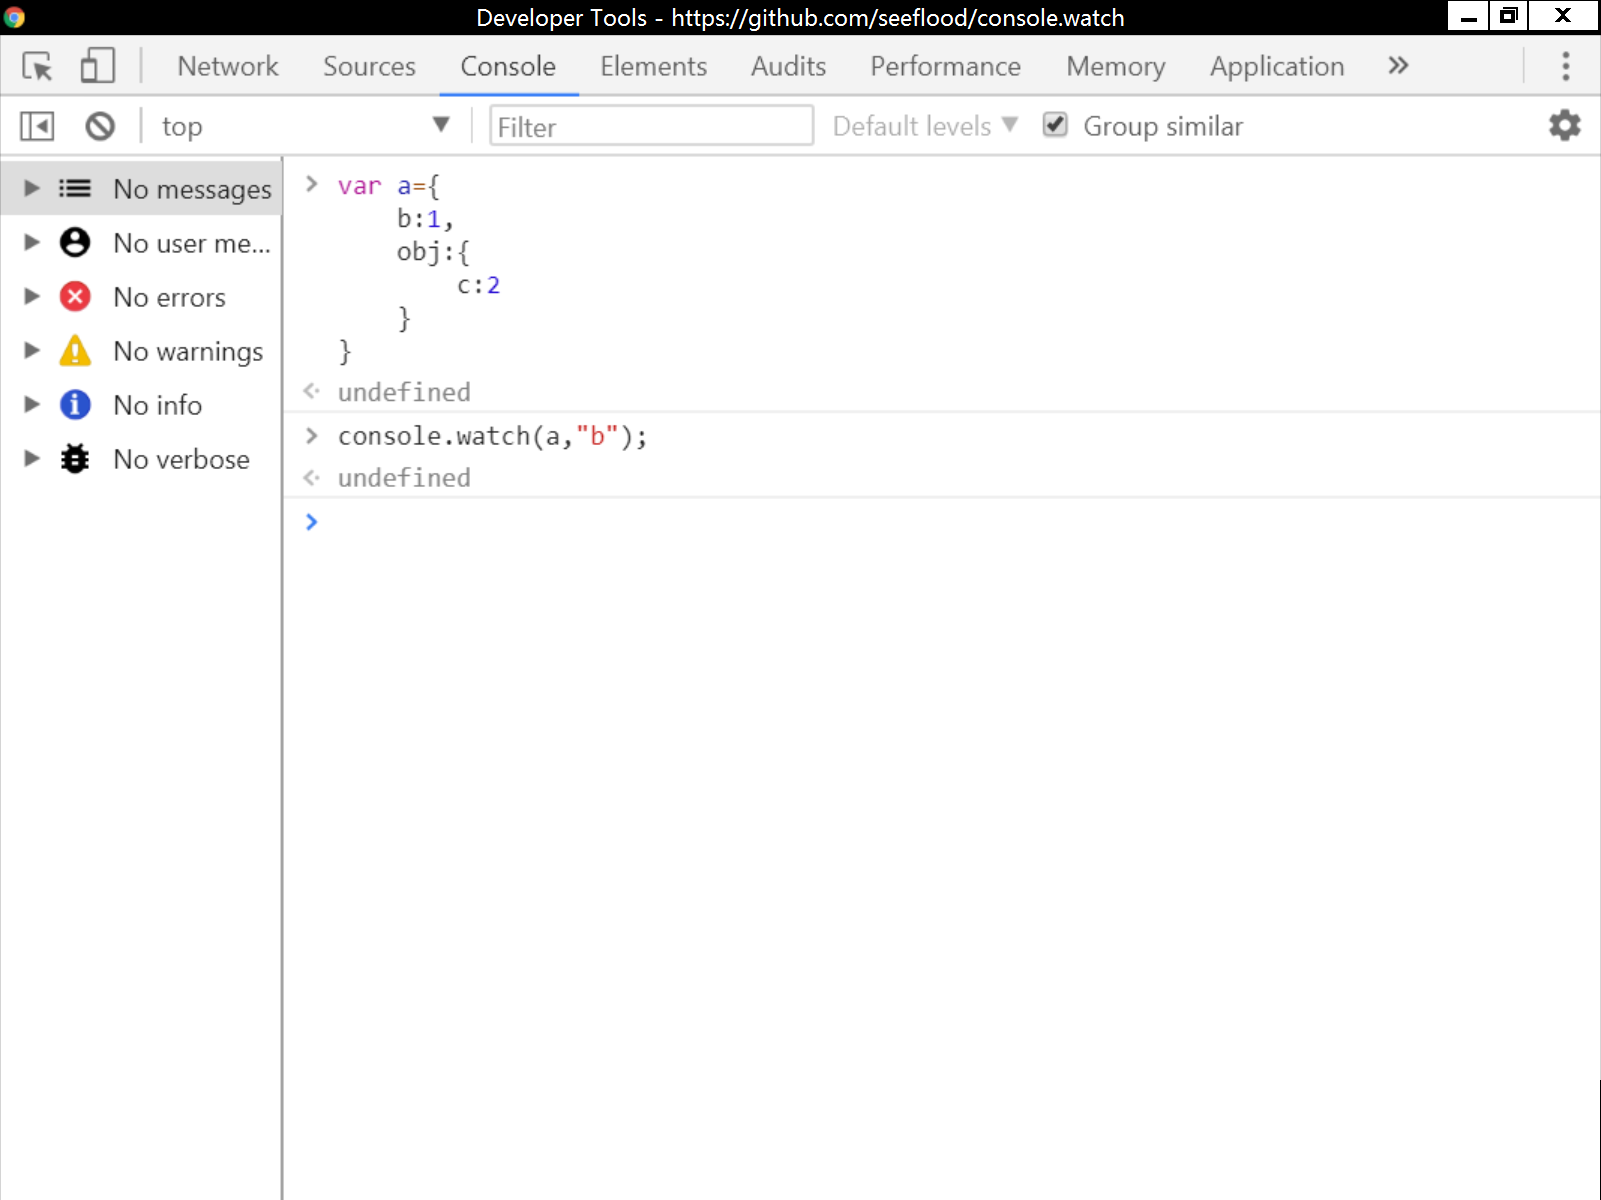 Developer Tools - https://github.com/seeflood/console.watch
Network Sources Console Elements Audits Performance Memory Application »
top Filter Default levels Group similar
No messages
No user me...
No errors
No warnings
No info
No verbose
> var a={
b:1,
obj:{
c:2
}
}
undefined
> console.watch(a,"b");
undefined
>